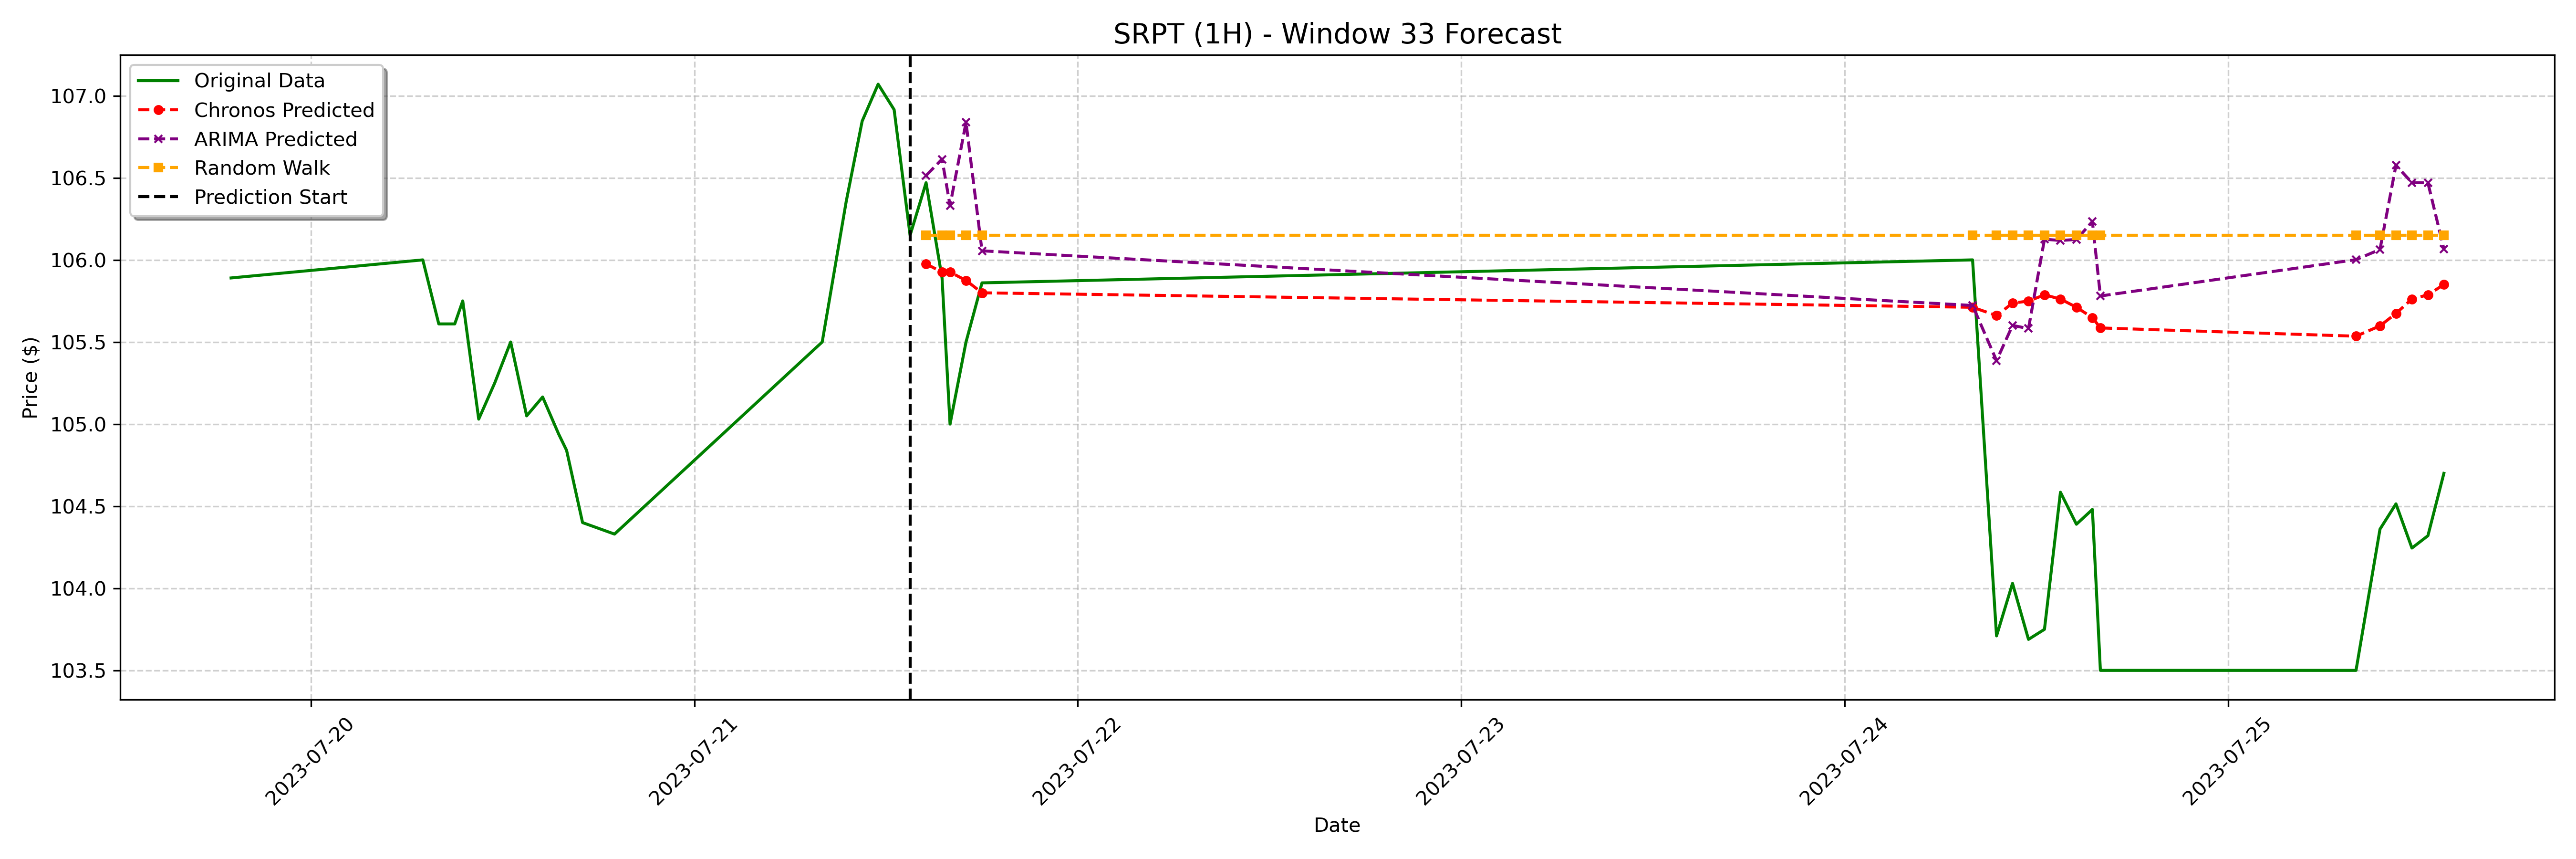 SRPT (1H) - Window 33 Forecast
Original Data
Chronos Predicted
ARIMA Predicted
Random Walk
Prediction Start
107.0
106.5
106.0
105.5
105.0
104.5
104.0
103.5
Price ($)
2023-07-20
2023-07-21
2023-07-22
2023-07-23
2023-07-24
2023-07-25
Date